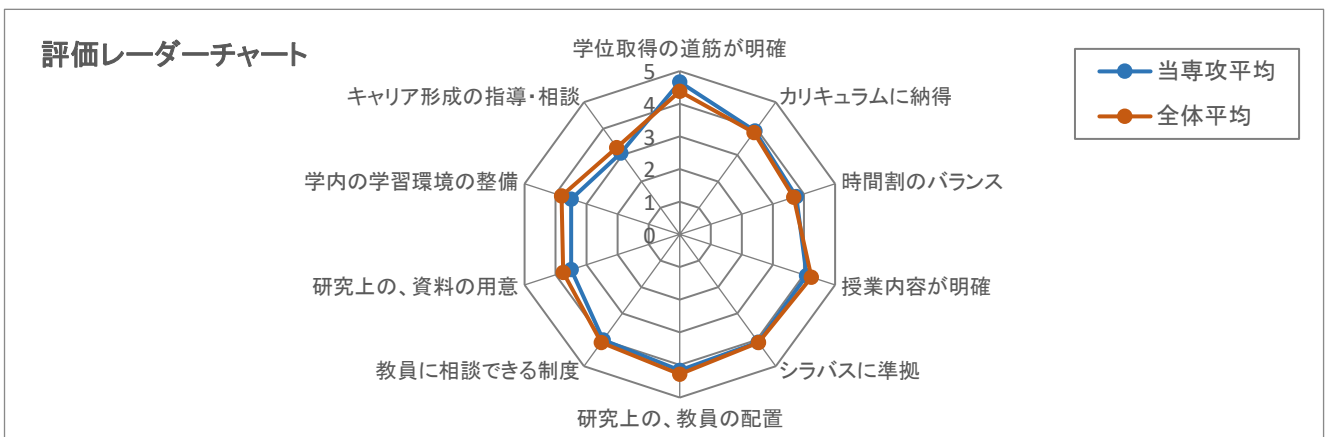 評価レーダーチャート
学位取得の道筋が明確
カリキュラムに納得
時間割のバランス
授業内容が明確
シラバスに準拠
研究上の、教員の配置
教員に相談できる制度
研究上の、資料の用意
学内の学習環境の整備
キャリア形成の指導・相談
5
4
3
2
1
0
当専攻平均
全体平均